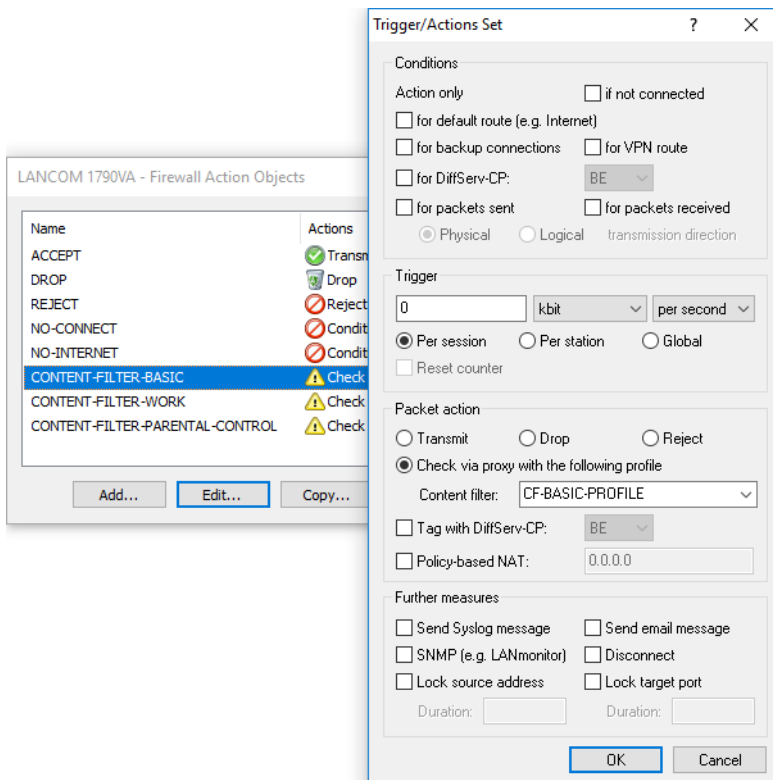 LANCOM 1790VA - Firewall Action Objects
Name Actions
ACCEPT Transm
DROP Drop
REJECT Reject
NO-CONNECT Condit
NO-INTERNET Condit
CONTENT-FILTER-BASIC Check
CONTENT-FILTER-WORK Check
CONTENT-FILTER-PARENTAL-CONTROL Check
Add... Edit... Copy...
Trigger/Actions Set ?
Conditions
Action only if not connected
for default route (e.g. Internet)
for backup connections for VPN route
for DiffServ-CP: BE
for packets sent for packets received
Physical Logical transmission direction
Trigger
0 kbit per second
Per session Per station Global
Reset counter
Packet action
Transmit Drop Reject
Check via proxy with the following profile
Content filter: CF-BASIC-PROFILE
Tag with DiffServ-CP: BE
Policy-based NAT: 0.0.0.0
Further measures
Send Syslog message Send email message
SNMP (e.g. LANmonitor) Disconnect
Lock source address Lock target port
Duration: Duration:
OK Cancel